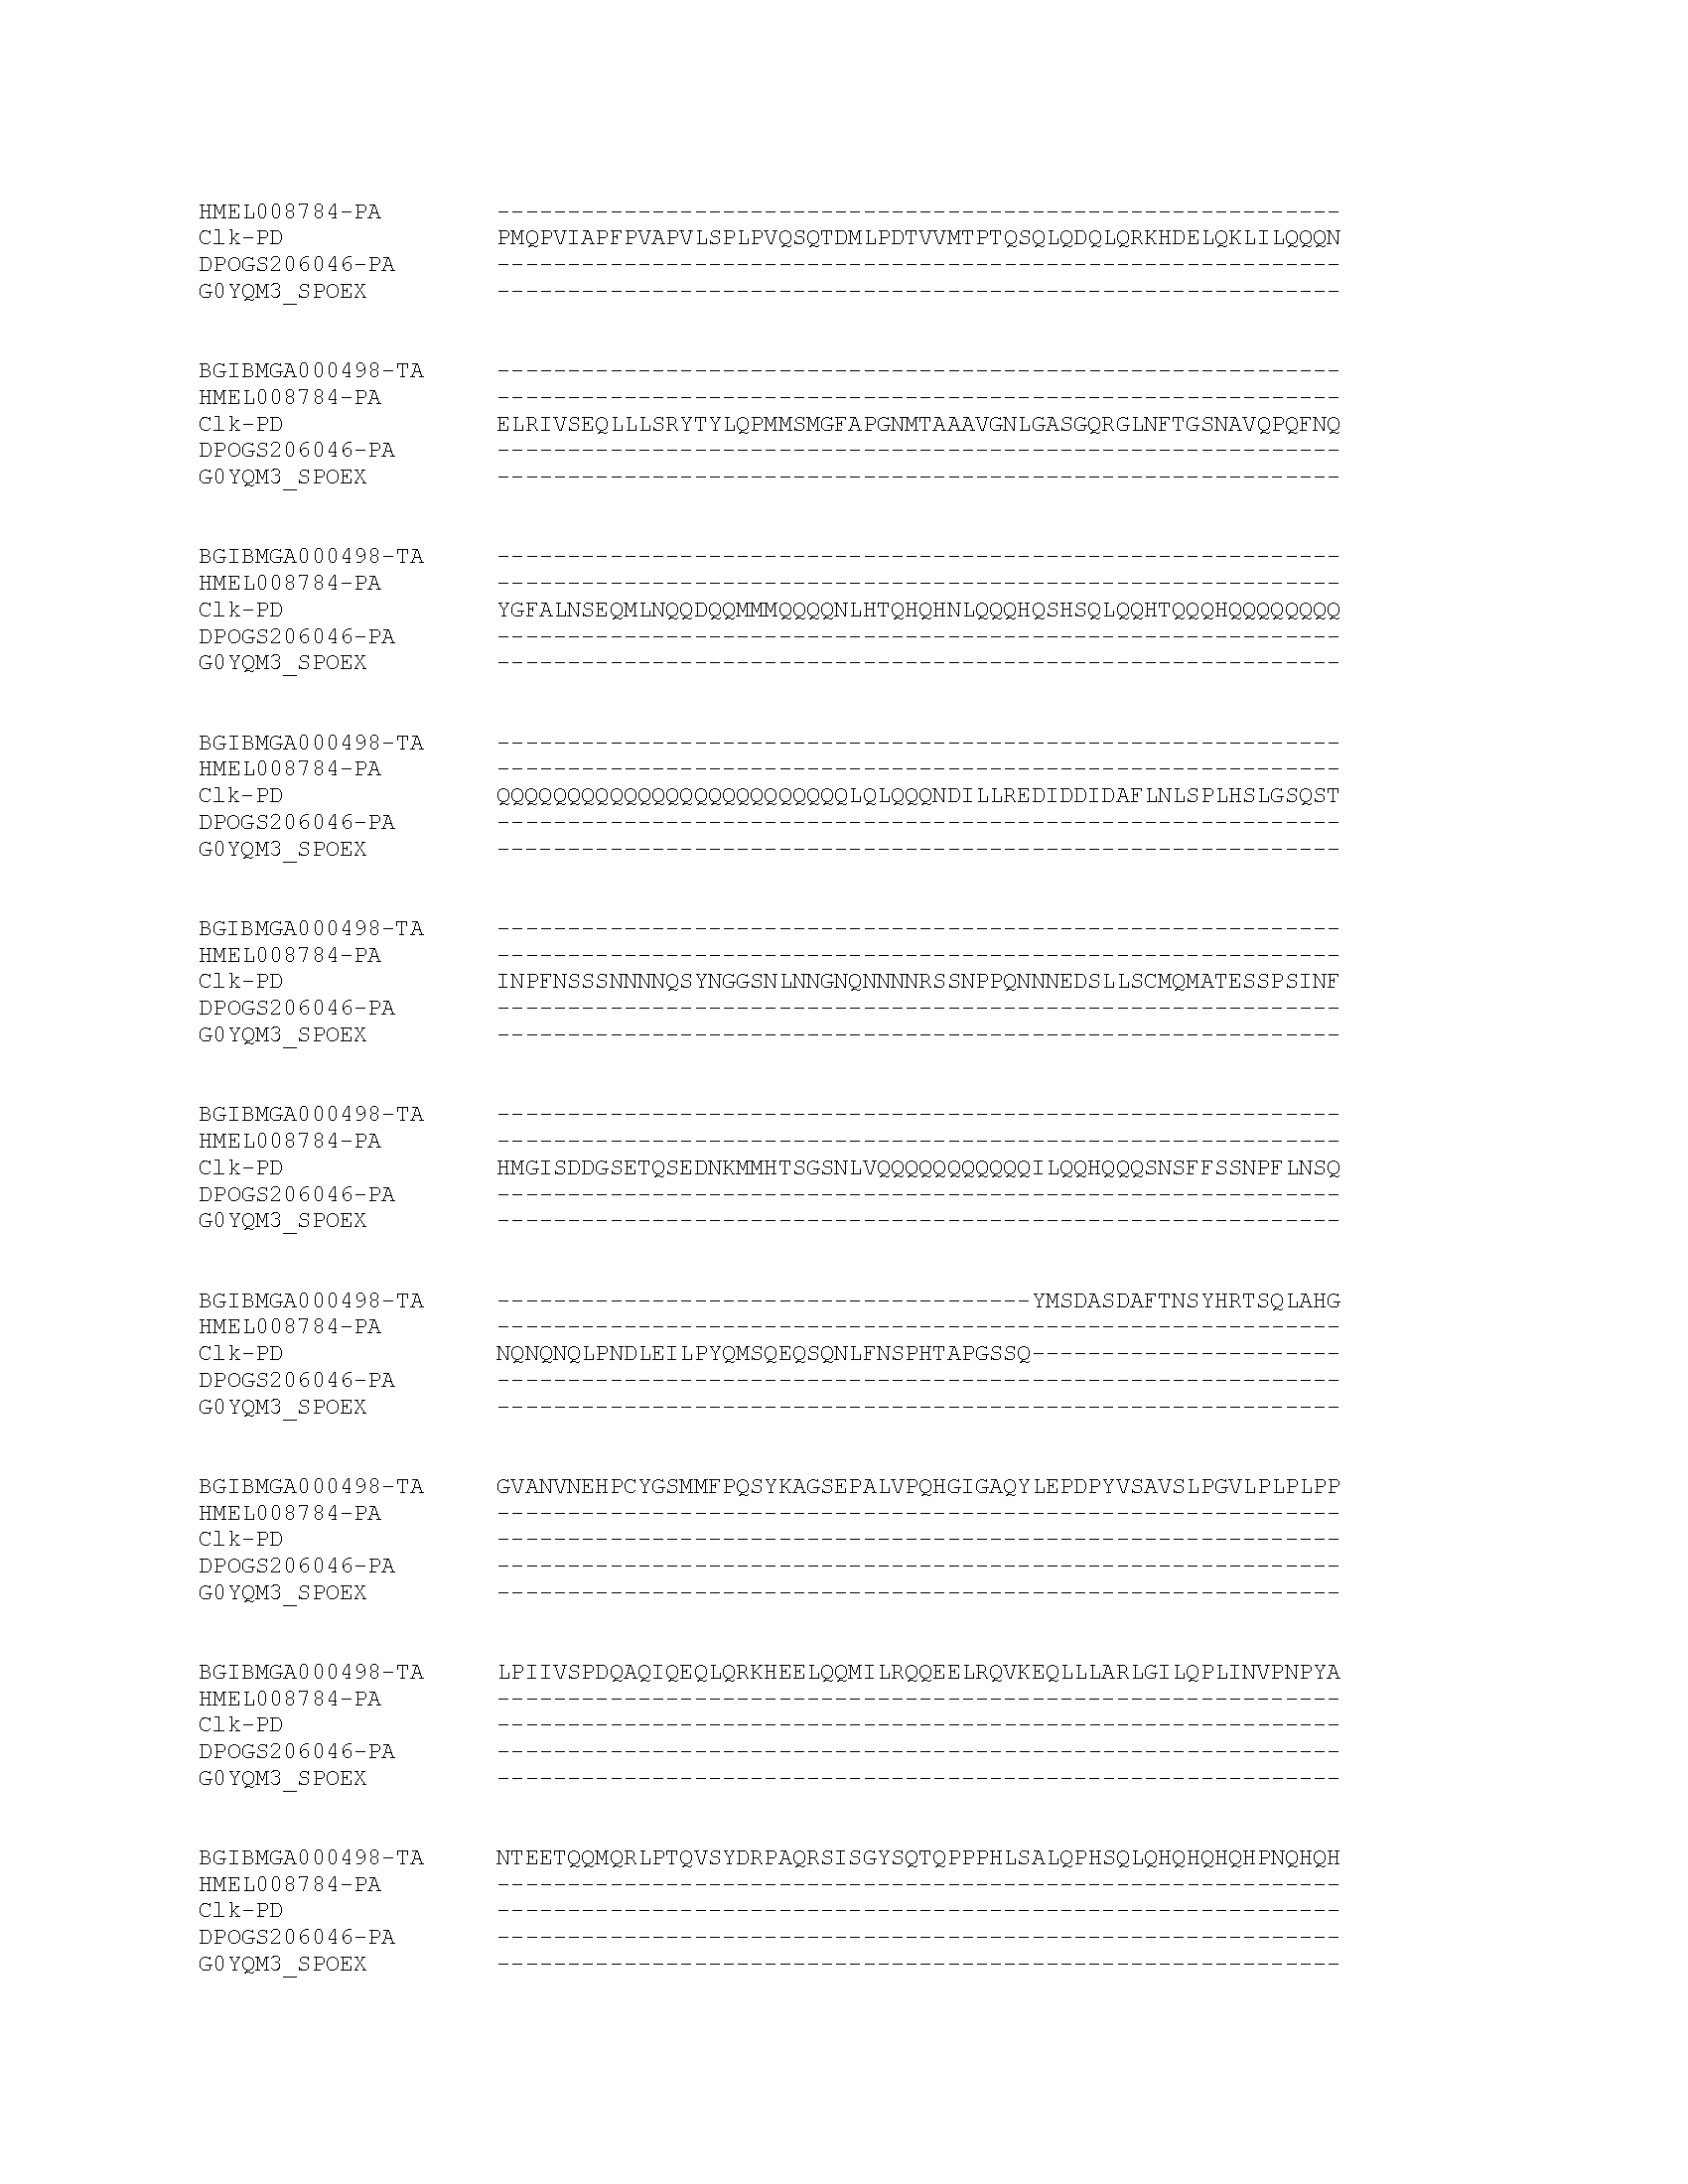 HMEL008784-PA        ------------------------------------------------------------
Clk-PD               PMQPVIAPFPVAPVLSPLPVQSQTDMLPDTVVMTPTQSQLQDQLQRKHDELQKLILQQQN
DPOGS206046-PA       ------------------------------------------------------------
G0YQM3_SPOEX         ------------------------------------------------------------
BGIBMGA000498-TA     ------------------------------------------------------------
HMEL008784-PA        ------------------------------------------------------------
Clk-PD               ELRIVSEQLLLSRYTYLQPMMSMGFAPGNMTAAAVGNLGASGQRGLNFTGSNAVQPQFNQ
DPOGS206046-PA       ------------------------------------------------------------
G0YQM3_SPOEX         ------------------------------------------------------------
BGIBMGA000498-TA     ------------------------------------------------------------
HMEL008784-PA        ------------------------------------------------------------
Clk-PD               YGFALNSEQMLNQQDQQMMMQQQQNLHTQHQHNLQQQHQSHSQLQQHTQQQHQQQQQQQQ
DPOGS206046-PA       ------------------------------------------------------------
G0YQM3_SPOEX         ------------------------------------------------------------
BGIBMGA000498-TA     ------------------------------------------------------------
HMEL008784-PA        ------------------------------------------------------------
Clk-PD               QQQQQQQQQQQQQQQQQQQQQQQQQLQLQQQNDILLREDIDDIDAFLNLSPLHSLGSQST
DPOGS206046-PA       ------------------------------------------------------------
G0YQM3_SPOEX         ------------------------------------------------------------
BGIBMGA000498-TA     ------------------------------------------------------------
HMEL008784-PA        ------------------------------------------------------------
Clk-PD               INPFNSSSNNNNQSYNGGSNLNNGNQNNNNRSSNPPQNNNEDSLLSCMQMATESSPSINF
DPOGS206046-PA       ------------------------------------------------------------
G0YQM3_SPOEX         ------------------------------------------------------------
BGIBMGA000498-TA     ------------------------------------------------------------
HMEL008784-PA        ------------------------------------------------------------
Clk-PD               HMGISDDGSETQSEDNKMMHTSGSNLVQQQQQQQQQQQILQQHQQQSNSFFSSNPFLNSQ
DPOGS206046-PA       ------------------------------------------------------------
G0YQM3_SPOEX         ------------------------------------------------------------
BGIBMGA000498-TA     --------------------------------------YMSDASDAFTNSYHRTSQLAHG
HMEL008784-PA        ------------------------------------------------------------
Clk-PD               NQNQNQLPNDLEILPYQMSQEQSQNLFNSPHTAPGSSQ----------------------
DPOGS206046-PA       ------------------------------------------------------------
G0YQM3_SPOEX         ------------------------------------------------------------
BGIBMGA000498-TA     GVANVNEHPCYGSMMFPQSYKAGSEPALVPQHGIGAQYLEPDPYVSAVSLPGVLPLPLPP
HMEL008784-PA        ------------------------------------------------------------
Clk-PD               ------------------------------------------------------------
DPOGS206046-PA       ------------------------------------------------------------
G0YQM3_SPOEX         ------------------------------------------------------------
BGIBMGA000498-TA     LPIIVSPDQAQIQEQLQRKHEELQQMILRQQEELRQVKEQLLLARLGILQPLINVPNPYA
HMEL008784-PA        ------------------------------------------------------------
Clk-PD               ------------------------------------------------------------
DPOGS206046-PA       ------------------------------------------------------------
G0YQM3_SPOEX         ------------------------------------------------------------
BGIBMGA000498-TA     NTEETQQMQRLPTQVSYDRPAQRSISGYSQTQPPPHLSALQPHSQLQHQHQHQHPNQHQH
HMEL008784-PA        ------------------------------------------------------------
Clk-PD               ------------------------------------------------------------
DPOGS206046-PA       ------------------------------------------------------------
G0YQM3_SPOEX         ------------------------------------------------------------